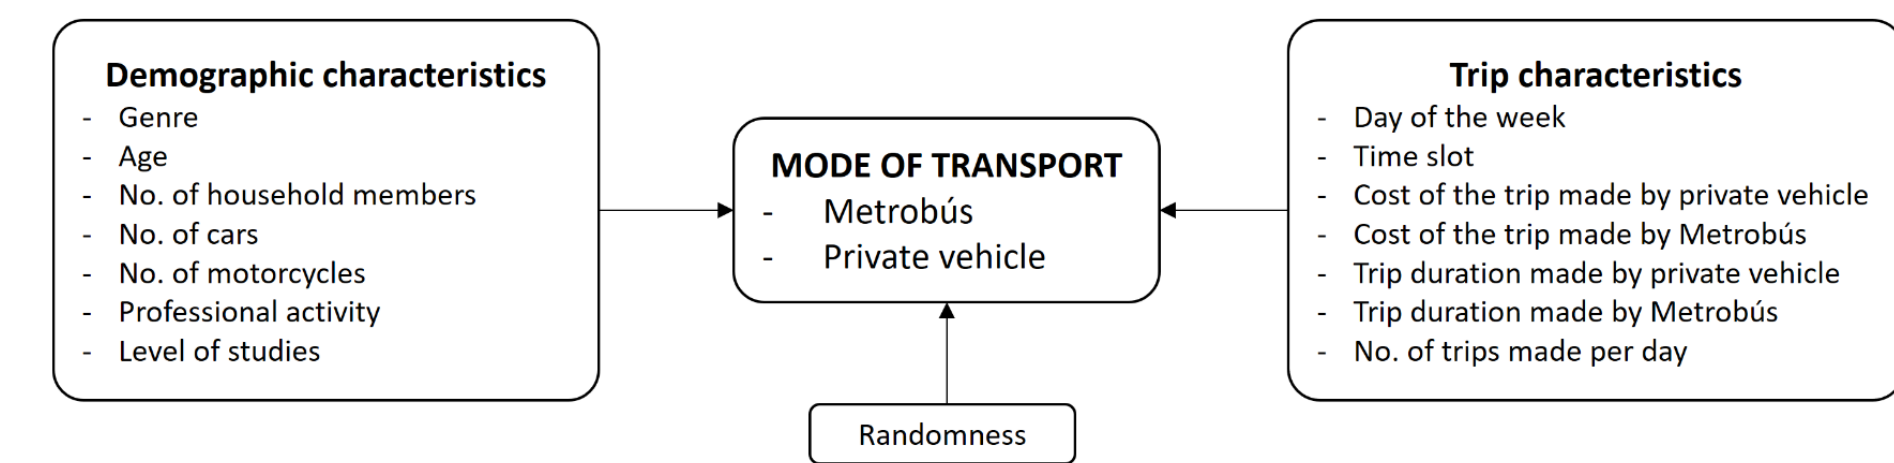 Demographic characteristics
- Genre
- Age
- No. of household members
- No. of cars
- No. of motorcycles
- Professional activity
- Level of studies
MODE OF TRANSPORT
- Metrobús
- Private vehicle
Randomness
Trip characteristics
- Day of the week
- Time slot
- Cost of the trip made by private vehicle
- Cost of the trip made by Metrobús
- Trip duration made by private vehicle
- Trip duration made by Metrobús
- No. of trips made per day